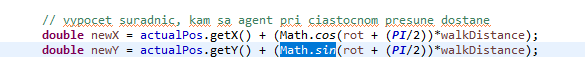 // vypocet suradnic, kam sa agent pri ciastocnom presune dostane
double newX = actualPos.getX() + (Math.cos(rot + (PI/2))*walkDistance);
double newY = actualPos.getY() + (Math.sin(rot + (PI/2))*walkDistance);